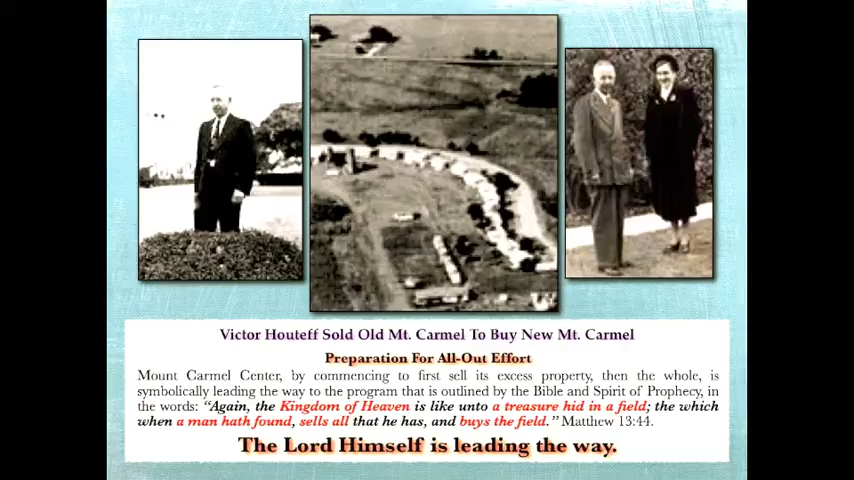 Victor Houteff Sold Old Mt. Carmel To Buy New Mt. Carmel
Preparation For All-Out Effort
Mount Carmel Center, by commencing to first sell its excess property, then the whole, is
symbolically leading the way to the program that is outlined by the Bible and Spirit of Prophecy, in
the words: “Again, the Kingdom of Heaven is like unto a treasure hid in a field; the which
when a man hath found, sells all that he has, and buys the field.” Matthew 13:44.
The Lord Himself is leading the way.